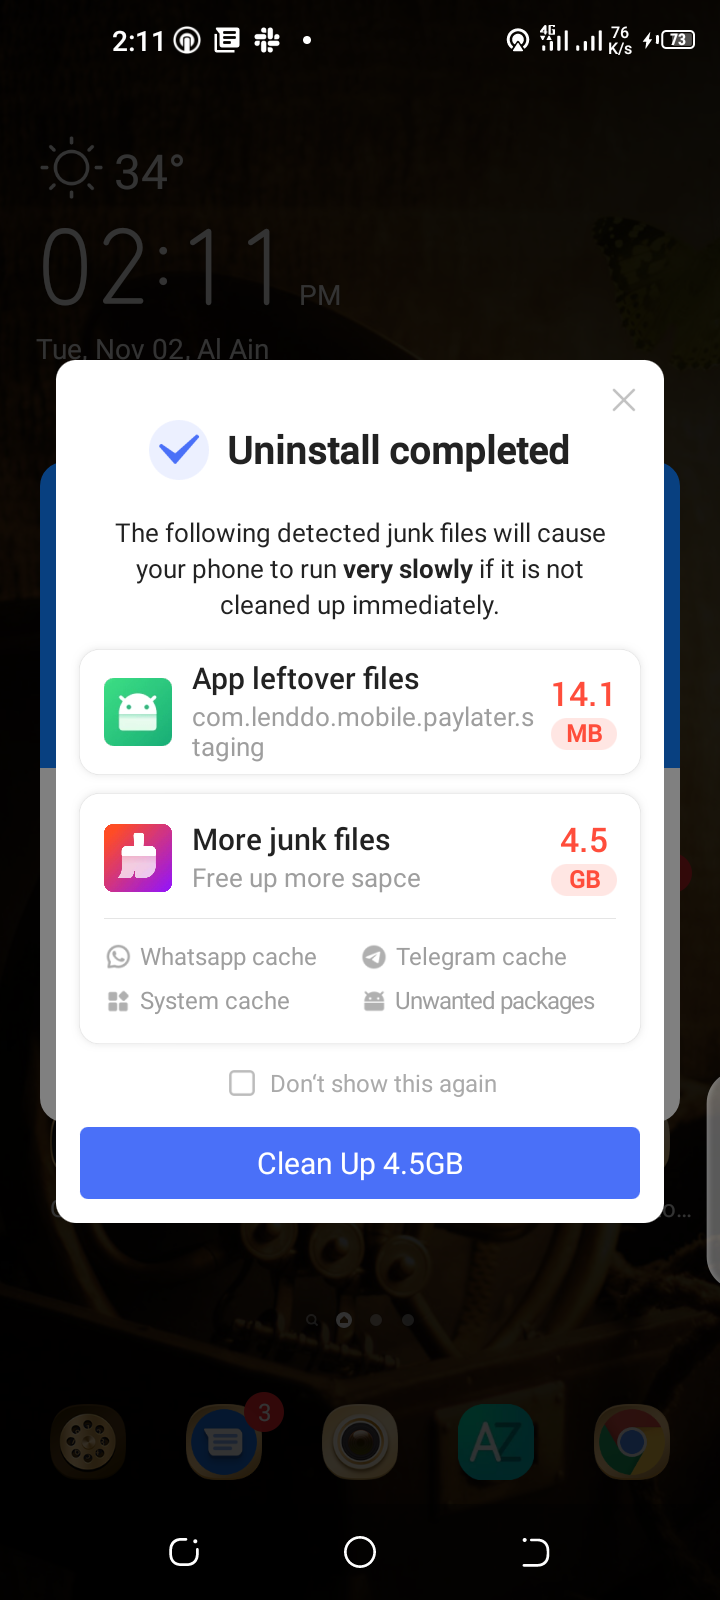 2:11
4G
76
K/s
73
34°
02:11 PM
Tue, Nov 02, Al Ain
Uninstall completed
The following detected junk files will cause
your phone to run very slowly if it is not
cleaned up immediately.
App leftover files
com.lenddo.mobile.paylater.s
taging
14.1
MB
More junk files
Free up more sapce
4.5
GB
Whatsapp cache
Telegram cache
System cache
Unwanted packages
Don't show this again
Clean Up 4.5GB
3
AZ